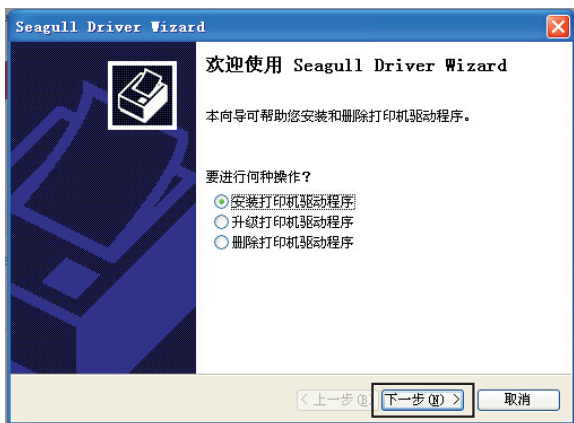 Seagull Driver Wizard
欢迎使用 Seagull Driver Wizard
本向导可帮助您安装和删除打印机驱动程序。
要进行何种操作?
安装打印机驱动程序
升级打印机驱动程序
删除打印机驱动程序
< 上一步(B) 下一步(N) > 取消